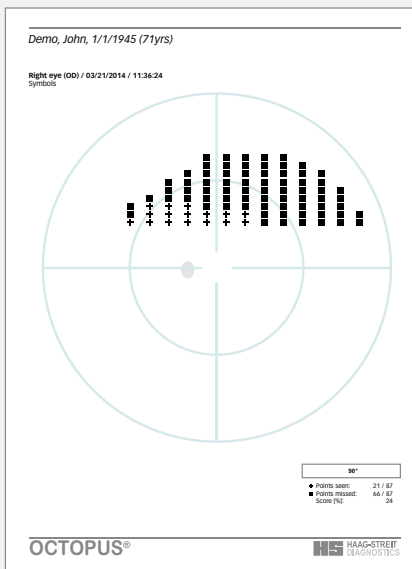 Demo, John, 1/1/1945 (71yrs)
Right eye (OD) / 03/21/2014 / 11:36:24
Symbols
90°
Points seen: 21 / 87
Points missed: 66 / 87
Score [%]: 24
OCTOPUS®
HS HAAG-STREIT
DIAGNOSTICS